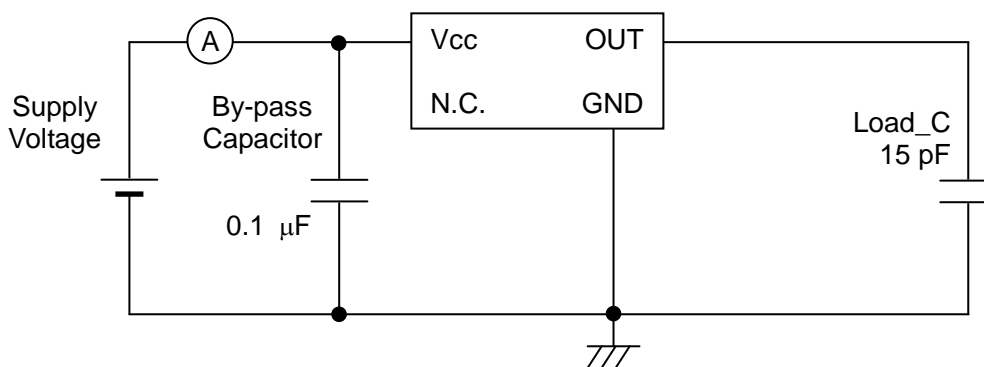 A
Vcc OUT
N.C. GND
Supply
Voltage
By-pass
Capacitor
0.1 μF
Load_C
15 pF